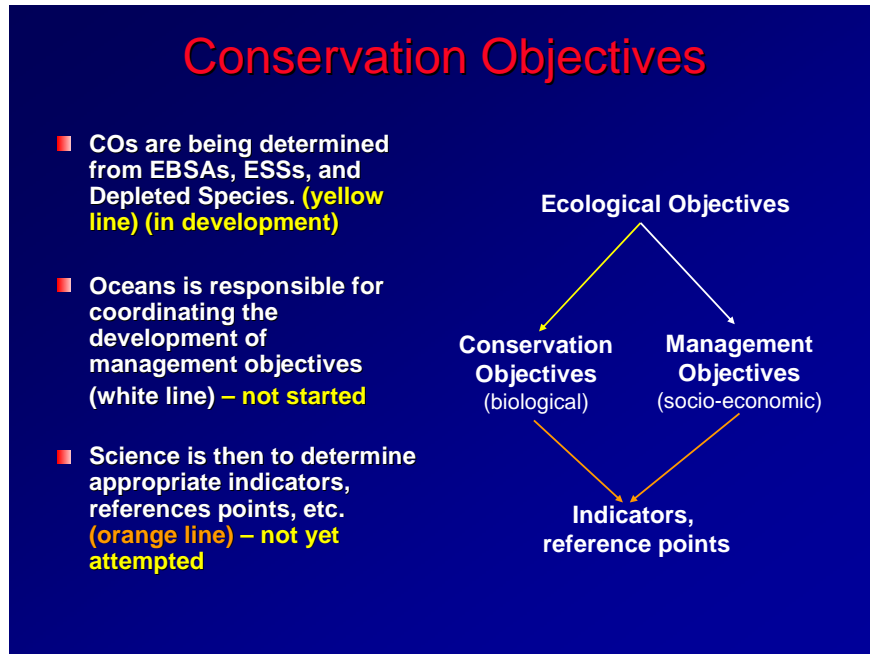 Conservation Objectives
COs are being determined
from EBSAs, ESSs, and
Depleted Species. (yellow
line) (in development)
Oceans is responsible for
coordinating the
development of
management objectives
(white line) – not started
Science is then to determine
appropriate indicators,
references points, etc.
(orange line) – not yet
attempted
Ecological Objectives
Conservation
Objectives
(biological)
Management
Objectives
(socio-economic)
Indicators,
reference points